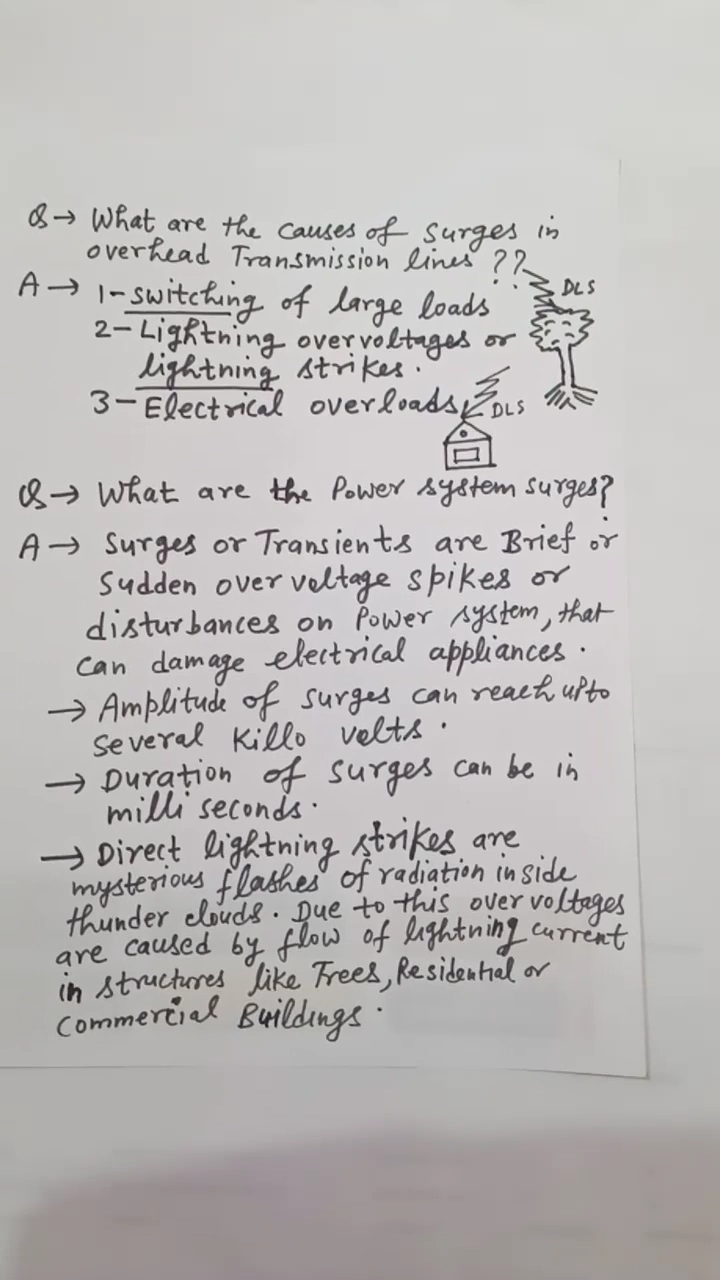 Q→ What are the causes of surges in
overhead Transmission lines ??
A→ 1-switching of large loads
DLS
2-Lightning overvoltages or
lightning strikes.
3-Electrical overloads
DLS
Q→ What are the Power system surges?
A→ Surges or Transients are Brief or
Sudden over voltage spikes or
disturbances on Power system, that
can damage electrical appliances.
→ Amplitude of surges can reach upto
several Killo volts.
→ Duration of surges can be in
milli seconds.
→ Direct lightning strikes are
mysterious flashes of radiation inside
thunder clouds. Due to this over voltages
are caused by flow of lightning current
in structures like Trees, Residential or
Commercial Buildings.